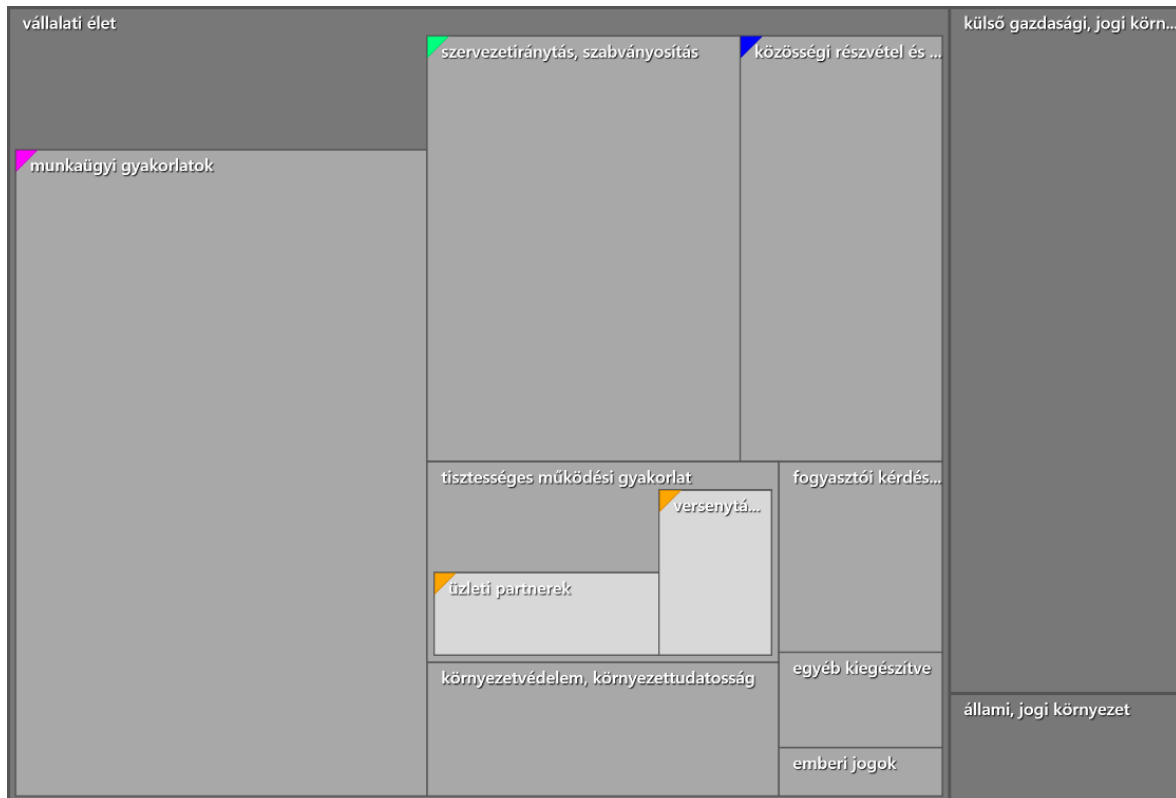 vállalati élet
külső gazdasági, jogi körn...
szervezetiránytás, szabványosítás
közösségi részvétel és ...
munkaügyi gyakorlatok
tisztességes működési gyakorlat
fogyasztói kérdés...
versenytá...
üzleti partnerek
környezetvédelem, környezettudatosság
egyéb kiegészítve
állami, jogi környezet
emberi jogok